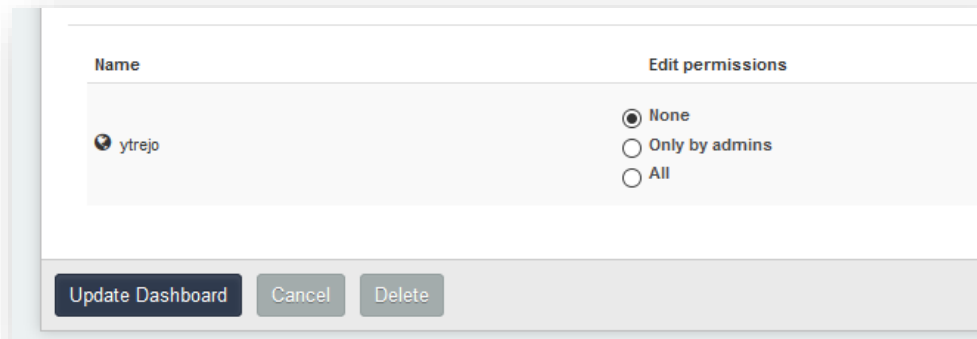 Name Edit permissions
None
ytrejo Only by admins
All
Update Dashboard Cancel Delete